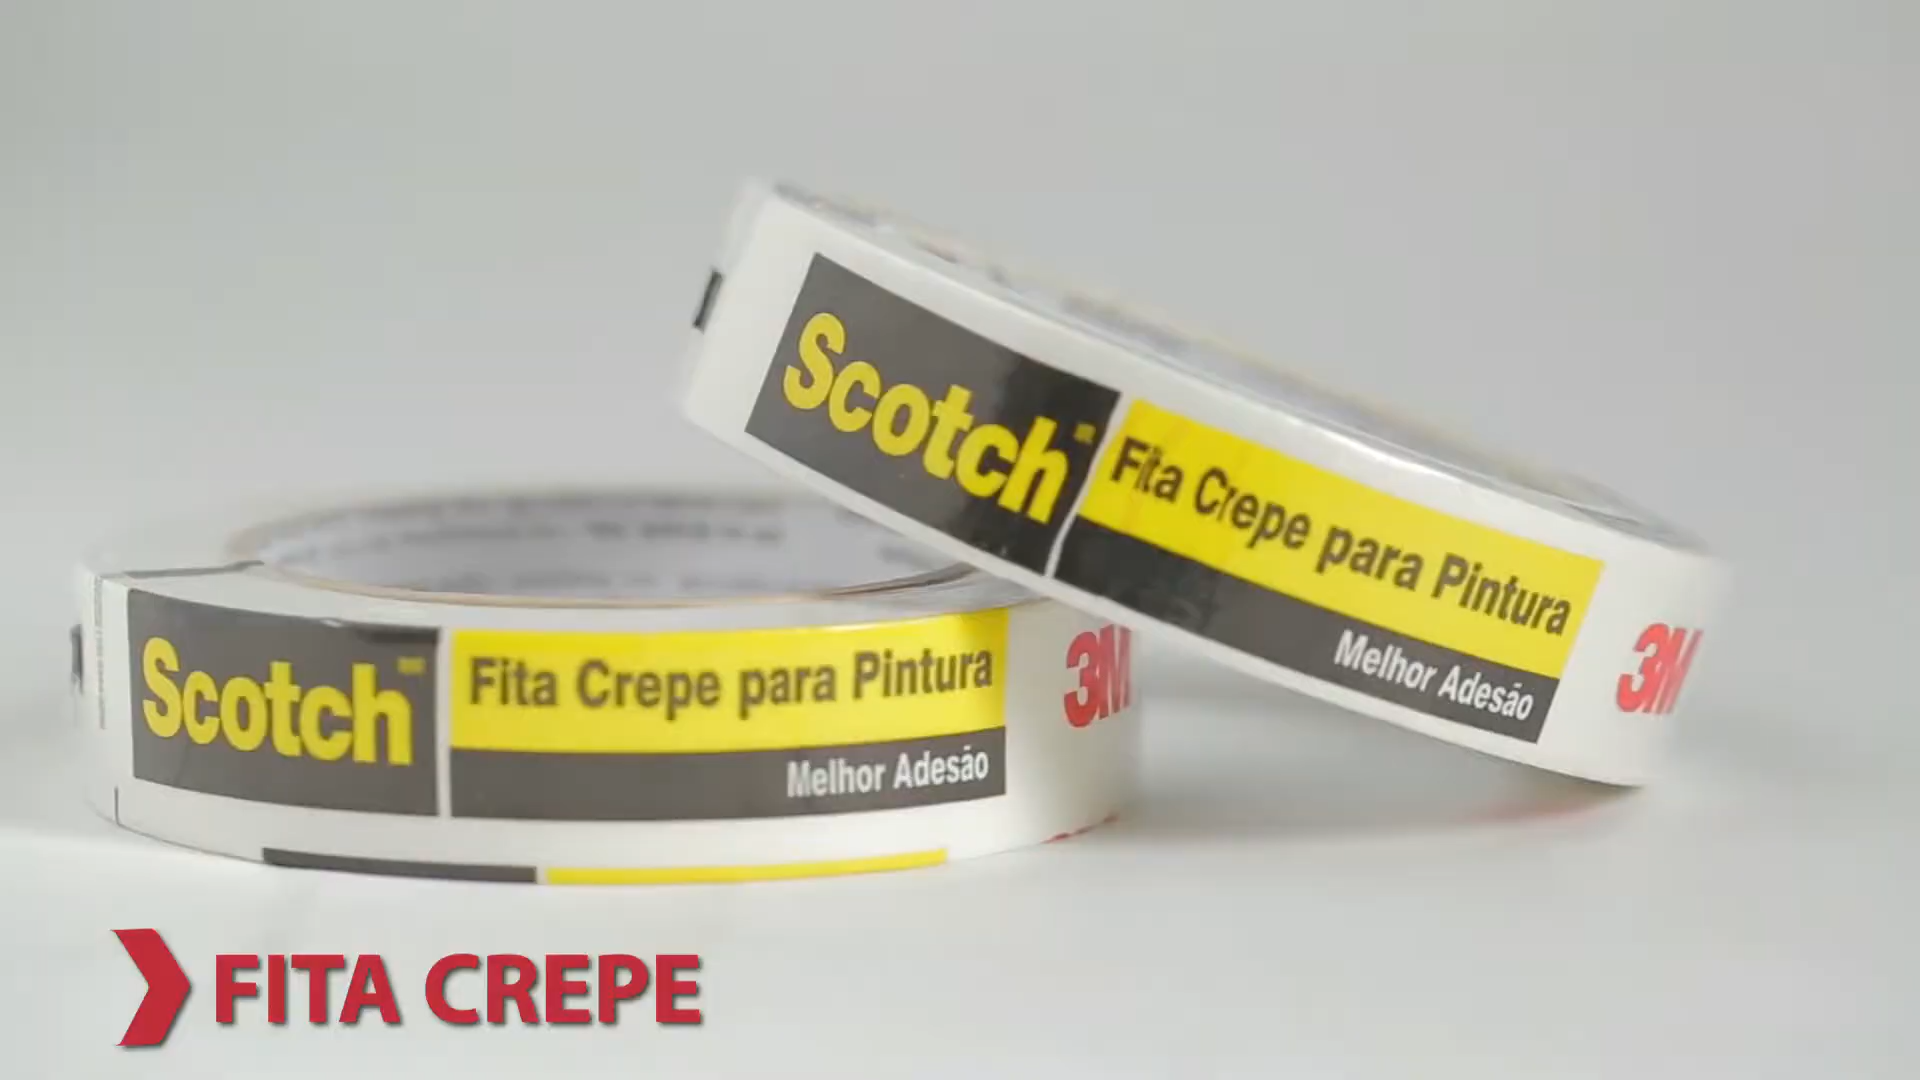 Scotch
Fita Crepe para Pintura
Melhor Adesão
3M
Scotch
Fita Crepe para Pintura
Melhor Adesão
3M
FITA CREPE